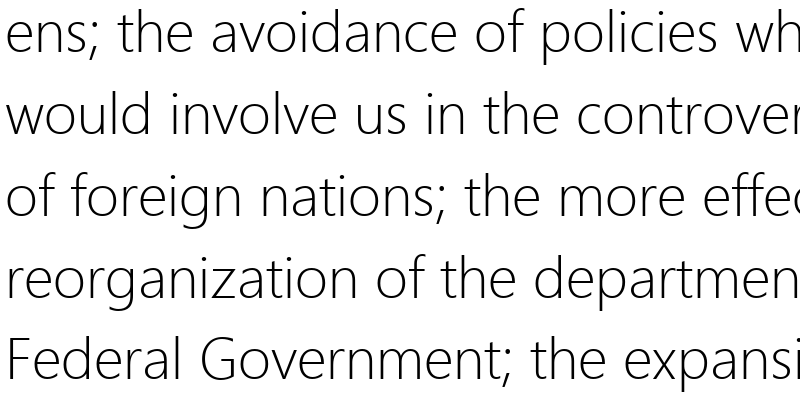 ens; the avoidance of policies wh
would involve us in the controver
of foreign nations; the more effec
reorganization of the departmen
Federal Government; the expansi